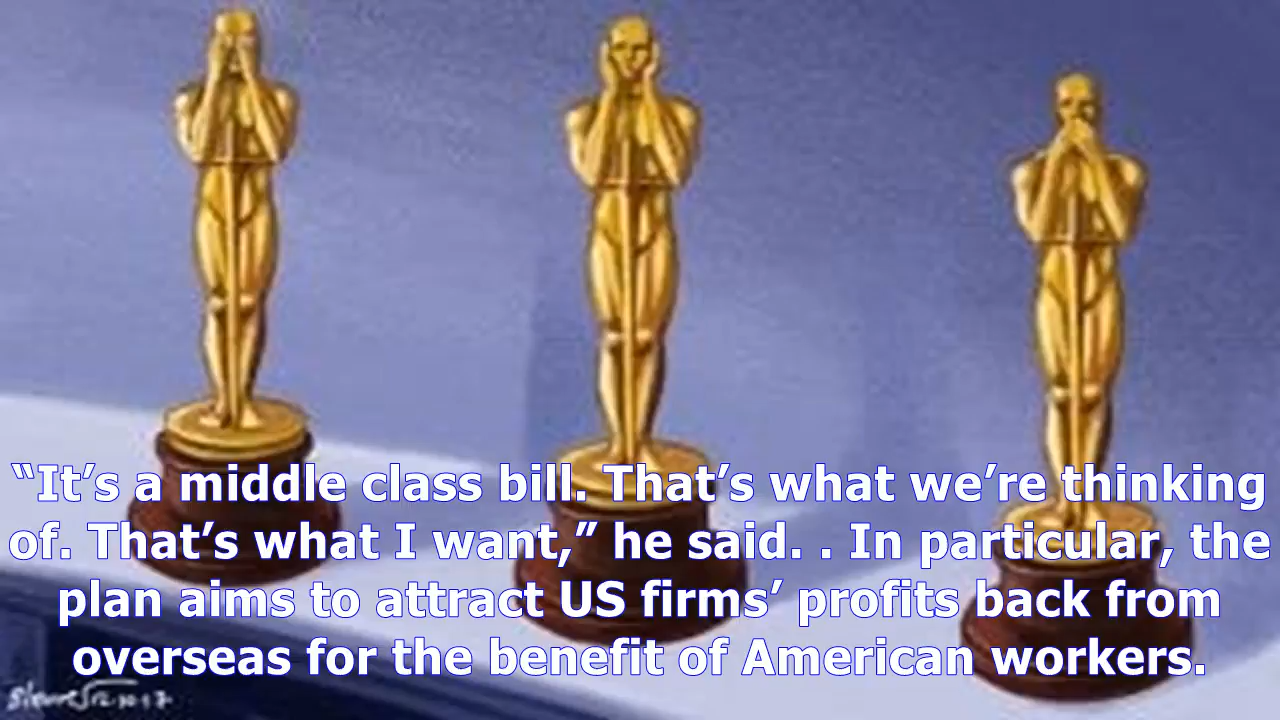 “It’s a middle class bill. That’s what we’re thinking
of. That’s what I want,” he said. . In particular, the
plan aims to attract US firms’ profits back from
overseas for the benefit of American workers.